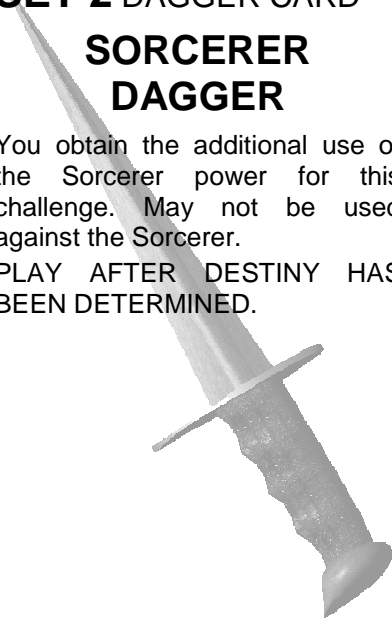 SET 2 DAGGER CARD
SORCERER
DAGGER
You obtain the additional use of
the Sorcerer power for this
challenge. May not be used
against the Sorcerer.
PLAY AFTER DESTINY HAS
BEEN DETERMINED.